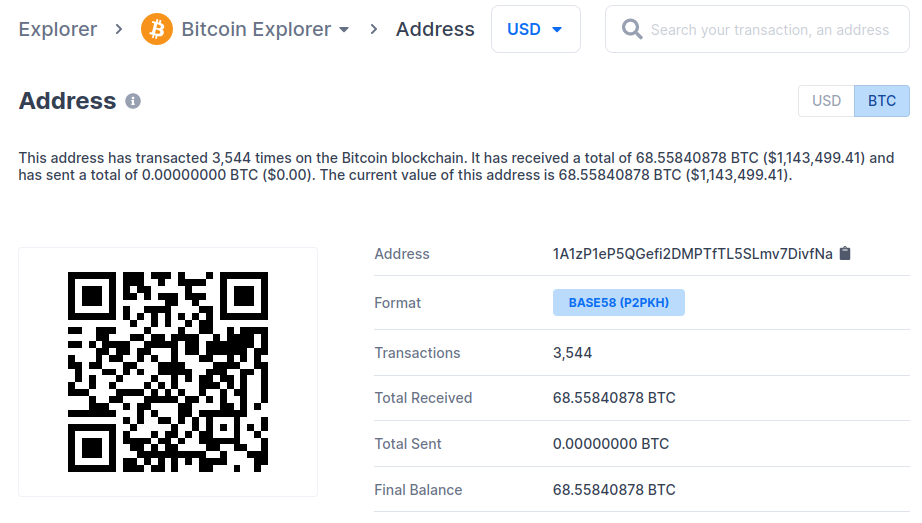 Explorer > Bitcoin Explorer > Address USD Search your transaction, an address
Address USD BTC
This address has transacted 3,544 times on the Bitcoin blockchain. It has received a total of 68.55840878 BTC ($1,143,499.41) and
has sent a total of 0.00000000 BTC ($0.00). The current value of this address is 68.55840878 BTC ($1,143,499.41).
Address 1A1zP1eP5QGefi2DMPTfTL5SLmv7DivfNa
Format BASE58 (P2PKH)
Transactions 3,544
Total Received 68.55840878 BTC
Total Sent 0.00000000 BTC
Final Balance 68.55840878 BTC